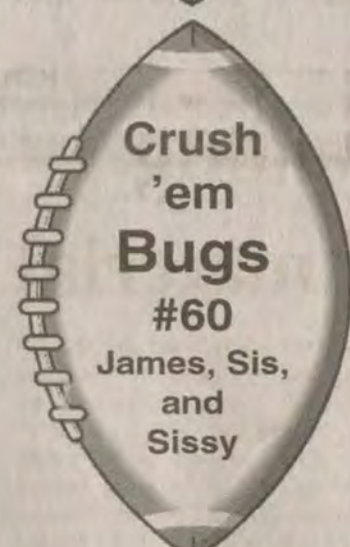 Crush
’em
Bugs
#60
James, Sis,
and
Sissy